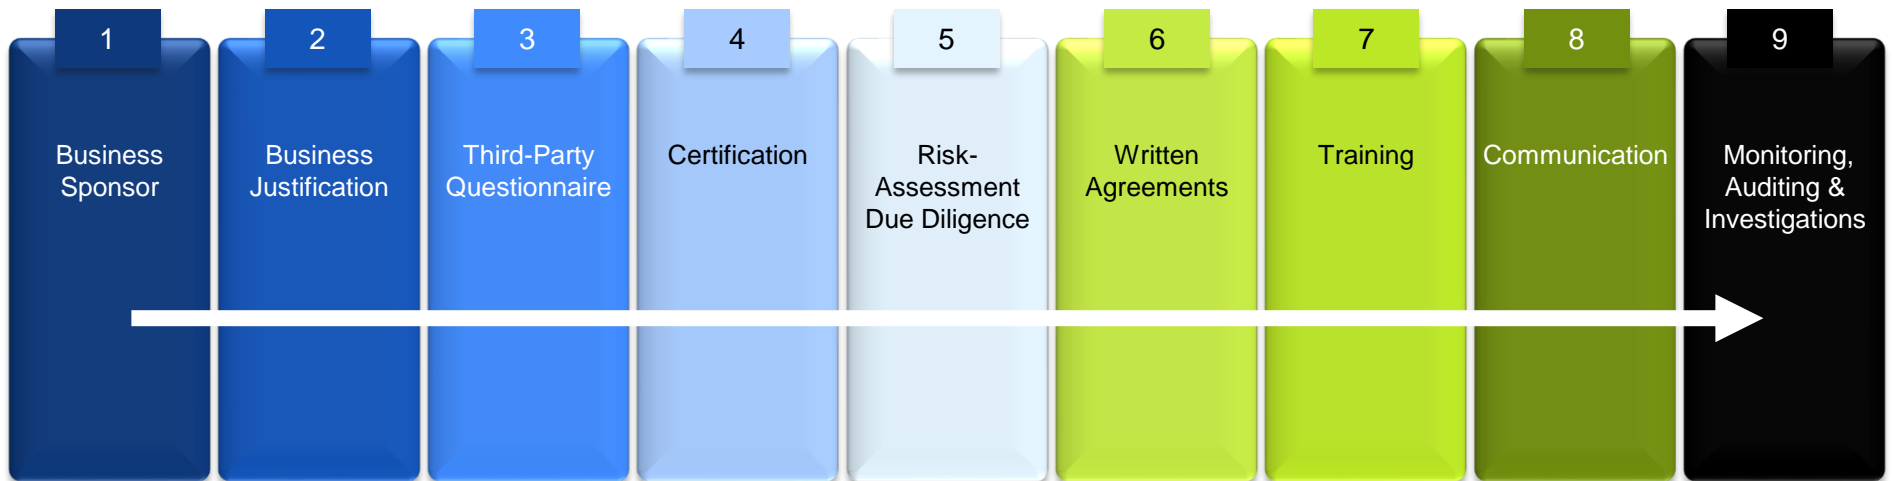 1
Business
Sponsor
2
Business
Justification
3
Third-Party
Questionnaire
4
Certification
5
Risk-
Assessment
Due Diligence
6
Written
Agreements
7
Training
8
Communication
9
Monitoring,
Auditing &
Investigations